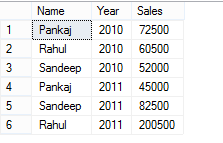 Name Year Sales
1 Pankaj 2010 72500
2 Rahul 2010 60500
3 Sandeep 2010 52000
4 Pankaj 2011 45000
5 Sandeep 2011 82500
6 Rahul 2011 200500